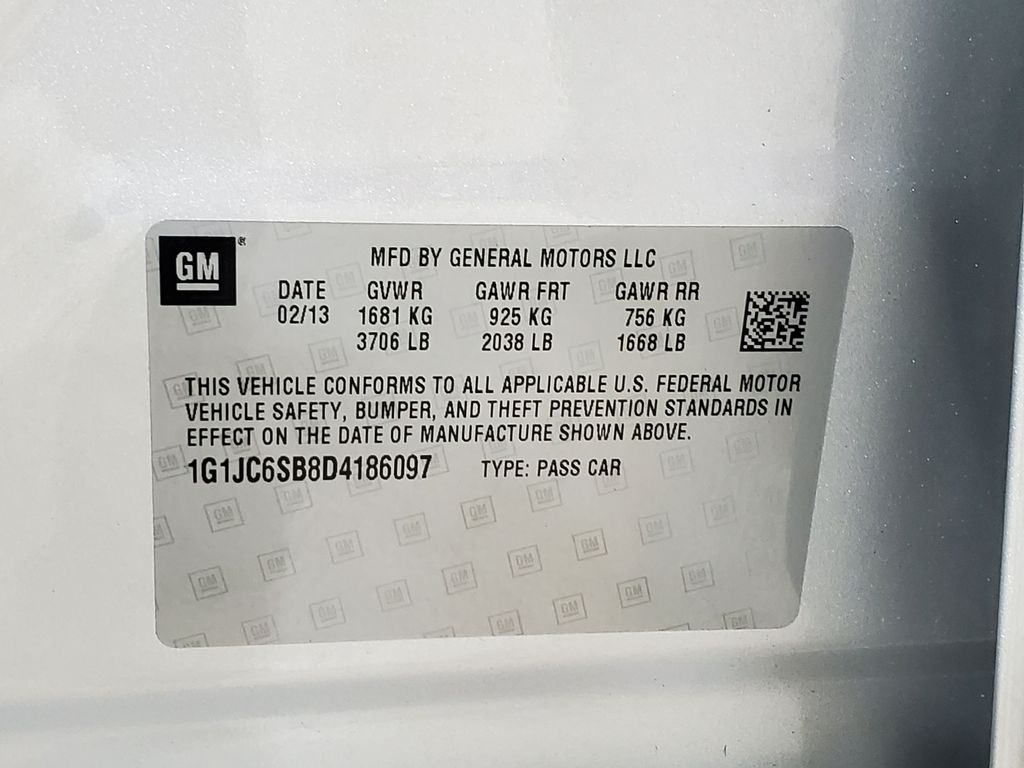 GM®
MFD BY GENERAL MOTORS LLC
DATE GVWR GAWR FRT GAWR RR
02/13 1681 KG 925 KG 756 KG
3706 LB 2038 LB 1668 LB
THIS VEHICLE CONFORMS TO ALL APPLICABLE U.S. FEDERAL MOTOR
VEHICLE SAFETY, BUMPER, AND THEFT PREVENTION STANDARDS IN
EFFECT ON THE DATE OF MANUFACTURE SHOWN ABOVE.
1G1JC6SB8D4186097 TYPE: PASS CAR